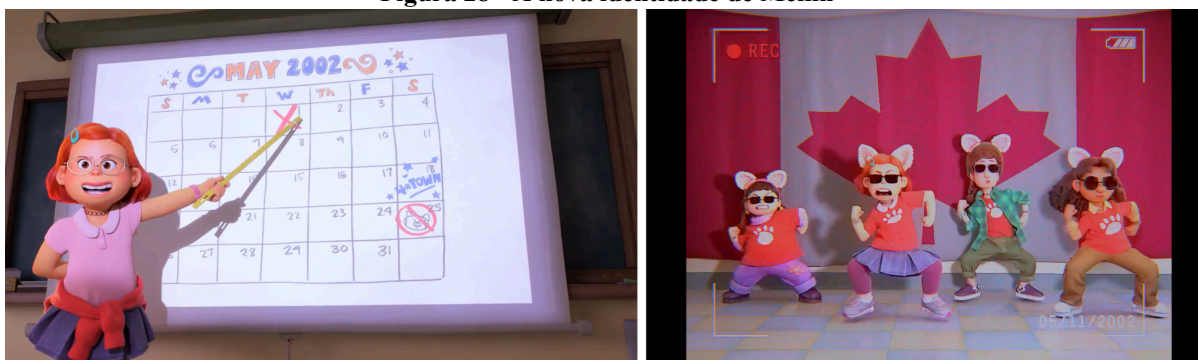 Figura 28 - A nova identidade de Meilin
MAY 2002
S M T W Th F S
2 3 4
5 6 7 8 9 10 11
12 15 16 17 18
4★TOWN
21 22 23 24 25
27 28 29 30 31
REC
05/11/2002